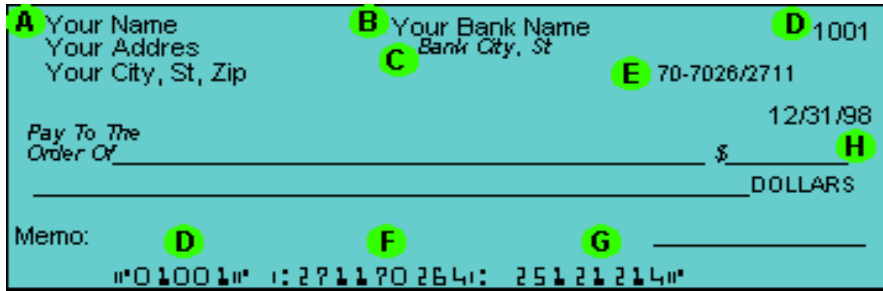 A Your Name
Your Addres
Your City, St, Zip
B Your Bank Name
C Bank City, St
D 1001
E 70-7026/2711
12/31/98
Pay To The
Order Of $ H
DOLLARS
Memo:
D F G
⑈01001⑈ ⑆271170264⑆ 25121214⑈